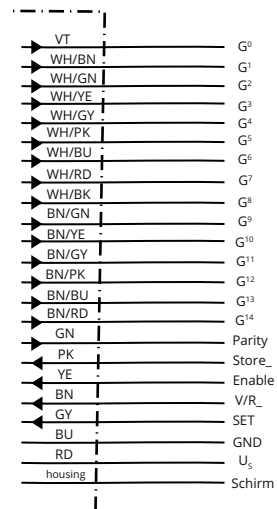 VT G⁰
WH/BN G¹
WH/GN G²
WH/YE G³
WH/GY G⁴
WH/PK G⁵
WH/BU G⁶
WH/RD G⁷
WH/BK G⁸
BN/GN G⁹
BN/YE G¹⁰
BN/GY G¹¹
BN/PK G¹²
BN/BU G¹³
BN/RD G¹⁴
GN Parity
PK Store_
YE Enable
BN V/R_
GY SET
BU GND
RD Uₛ
housing Schirm